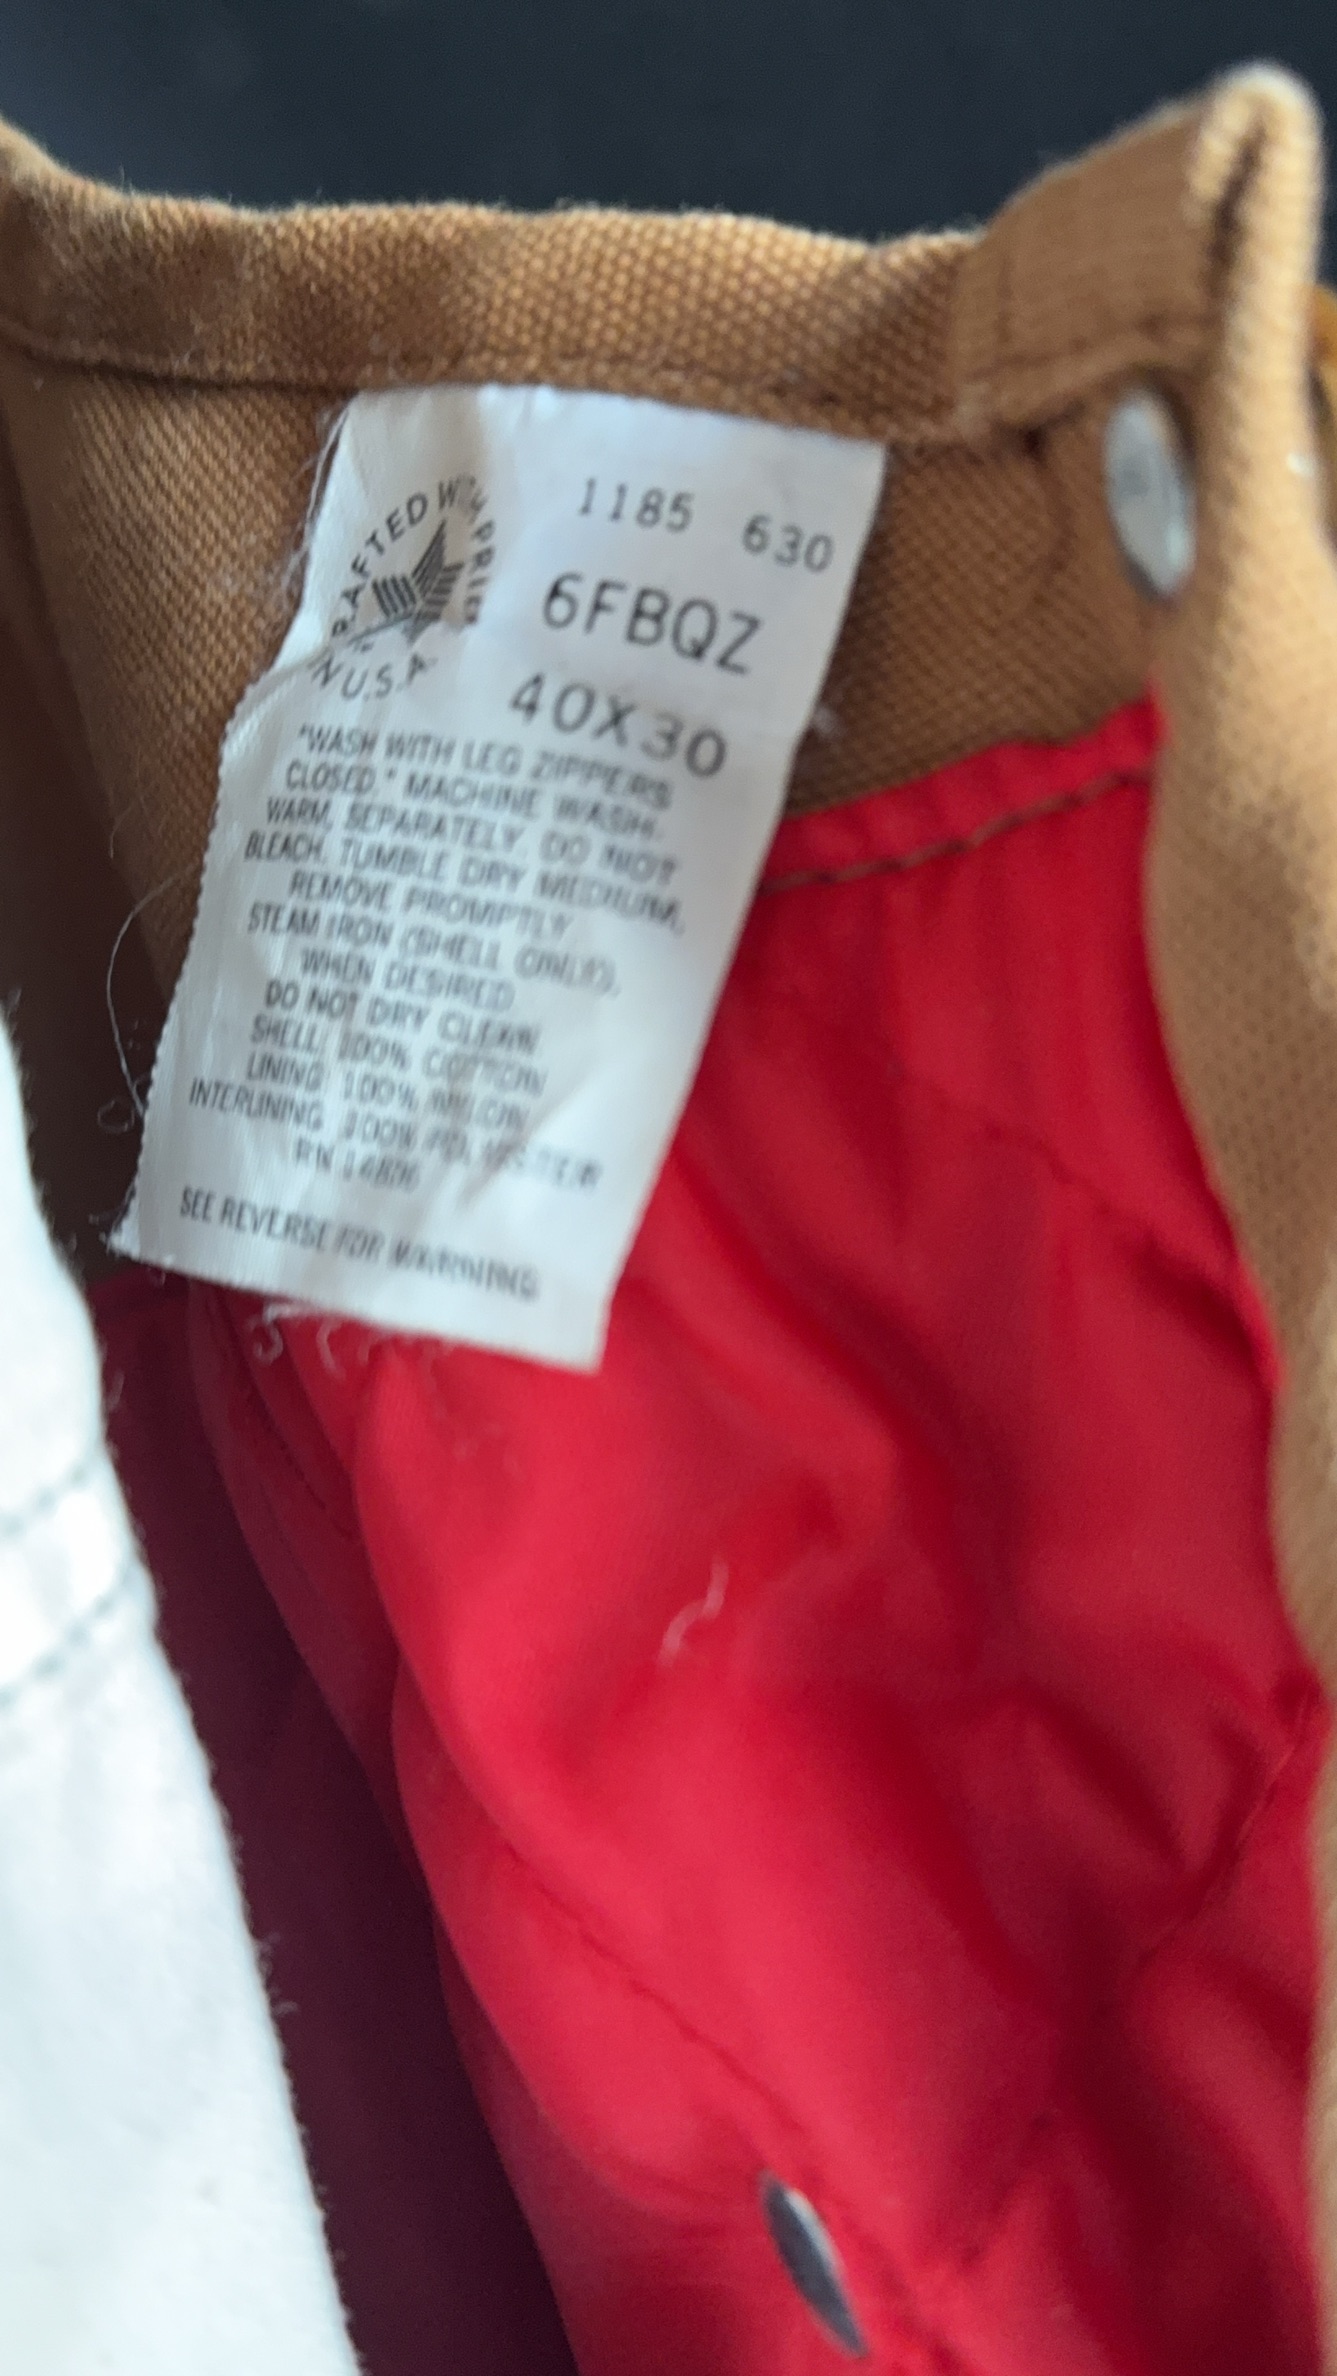 CRAFTED WITH PRIDE
IN U.S.A.
1185 630
6FBQZ
40X30
"WASH WITH LEG ZIPPERS
CLOSED." MACHINE WASH.
WARM, SEPARATELY. DO NOT
BLEACH. TUMBLE DRY MEDIUM,
REMOVE PROMPTLY
STEAM IRON (SHELL ONLY),
WHEN DESIRED
DO NOT DRY CLEAN
SHELL: 100% COTTON
LINING 100% NYLON
INTERLINING 100% POLYESTER
RN 14806
SEE REVERSE FOR WARNING